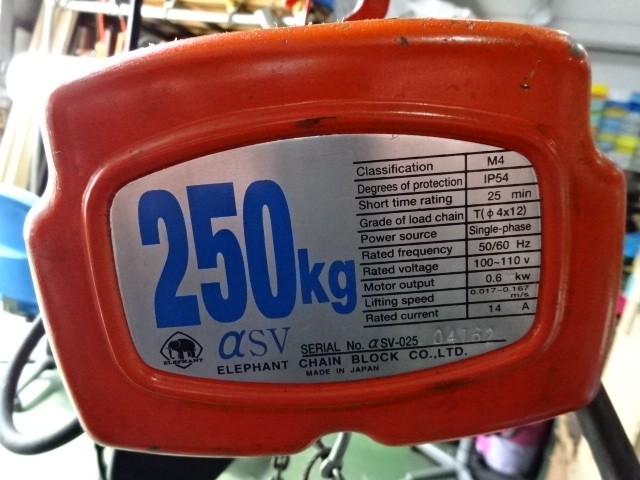 250kg
Classification M4
Degrees of protection IP54
Short time rating 25 min
Grade of load chain T(φ4x12)
Power source Single-phase
Rated frequency 50/60 Hz
Rated voltage 100~110 v
Motor output 0.6 kw
Lifting speed 0.017~0.167 m/s
Rated current 14 A
αSV
SERIAL No. αSV-025 04162
ELEPHANT
ELEPHANT CHAIN BLOCK CO.,LTD.
MADE IN JAPAN